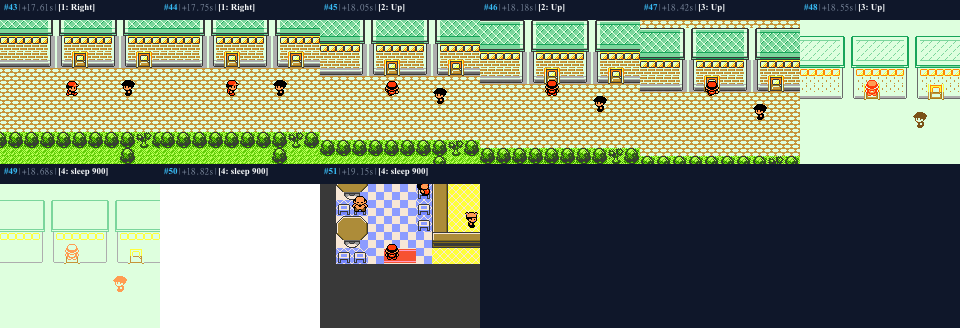 #43 +17.61s [1: Right]
#44 +17.75s [1: Right]
#45 +18.05s [2: Up]
#46 +18.18s [2: Up]
#47 +18.42s [3: Up]
#48 +18.55s [3: Up]
#49 +18.68s [4: sleep 900]
#50 +18.82s [4: sleep 900]
#51 +19.15s [4: sleep 900]